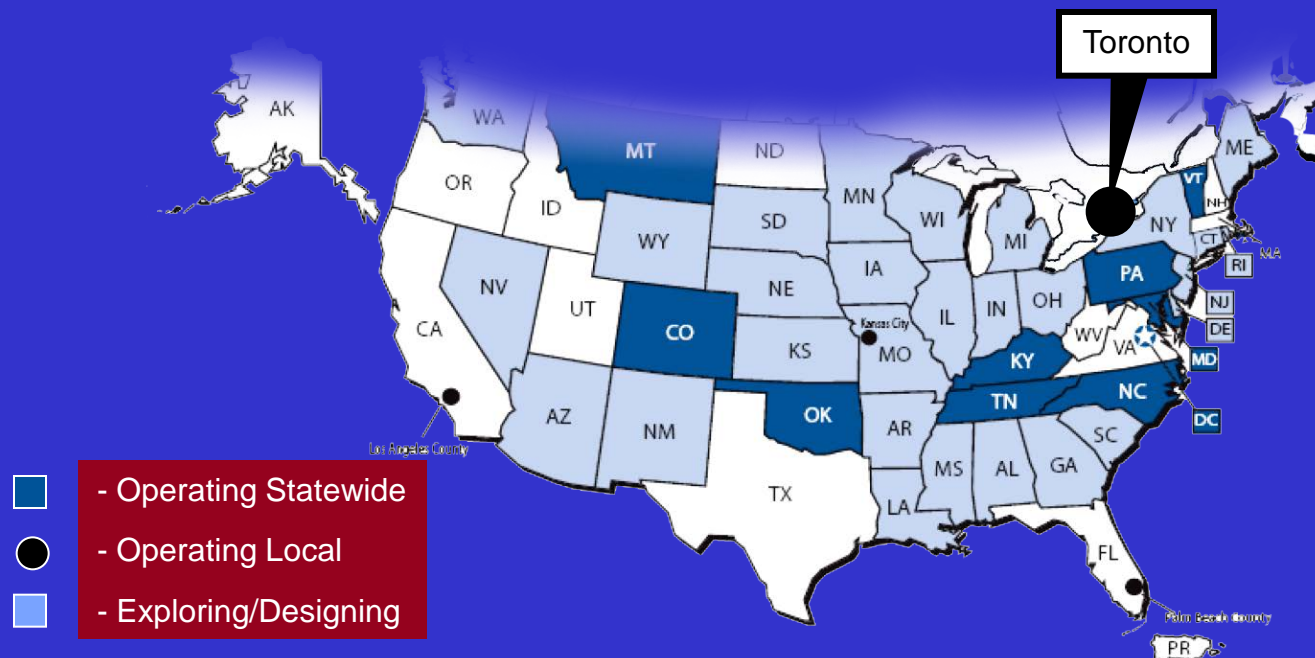 Toronto
AK
WA
MT
ND
ME
VT
OR
ID
MN
NH
SD
WI
NY
WY
MI
CT
MA
RI
IA
PA
NV
NE
OH
NJ
IL
IN
UT
Kansas City
DE
CA
CO
WV
VA
KS
MO
KY
MD
NC
TN
AZ
OK
DC
NM
AR
SC
Los Angeles County
MS
AL
GA
TX
LA
- Operating Statewide
- Operating Local
FL
- Exploring/Designing
Palm Beach County
PR